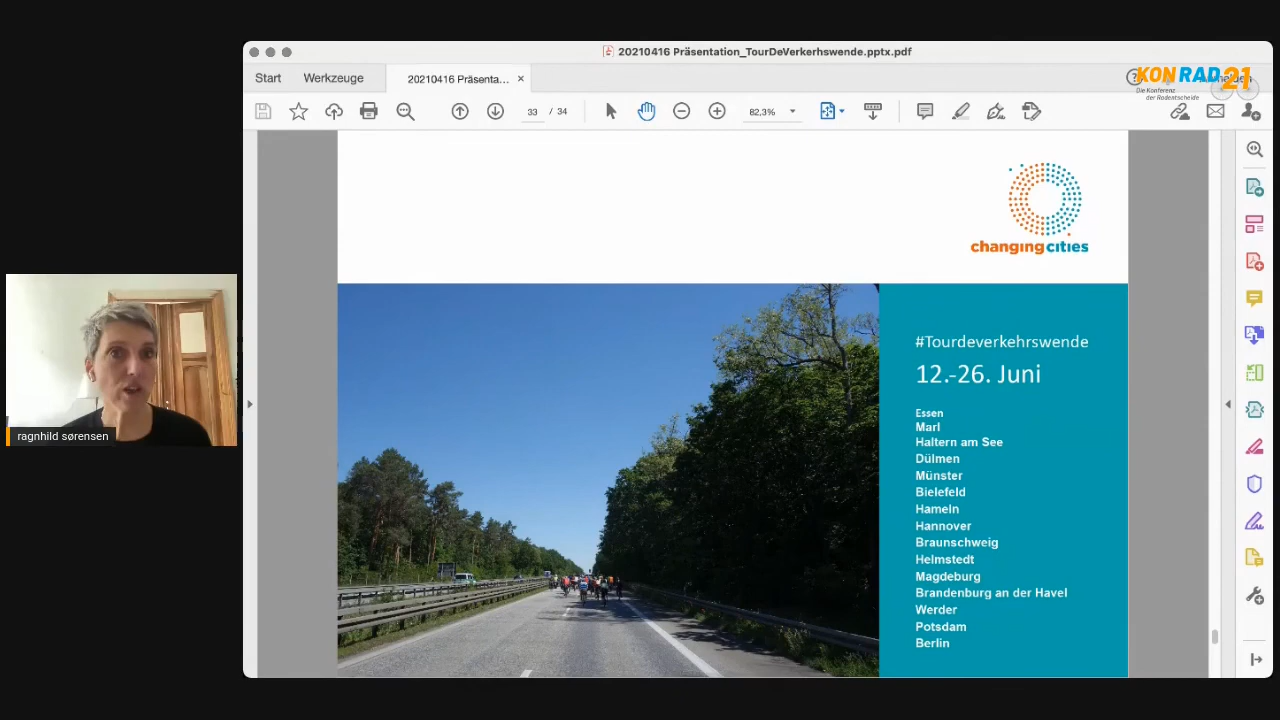 20210416 Präsentation_TourDeVerkerhswende.pptx.pdf
Start
Werkzeuge
20210416 Präsenta...
KONRAD21
Die Konferenz
der Rodentscheide
33 / 34
82,3%
changing cities
#Tourdeverkehrswende
12.-26. Juni
Essen
Marl
Haltern am See
Dülmen
Münster
Bielefeld
Hameln
Hannover
Braunschweig
Helmstedt
Magdeburg
Brandenburg an der Havel
Werder
Potsdam
Berlin
ragnhild sørensen